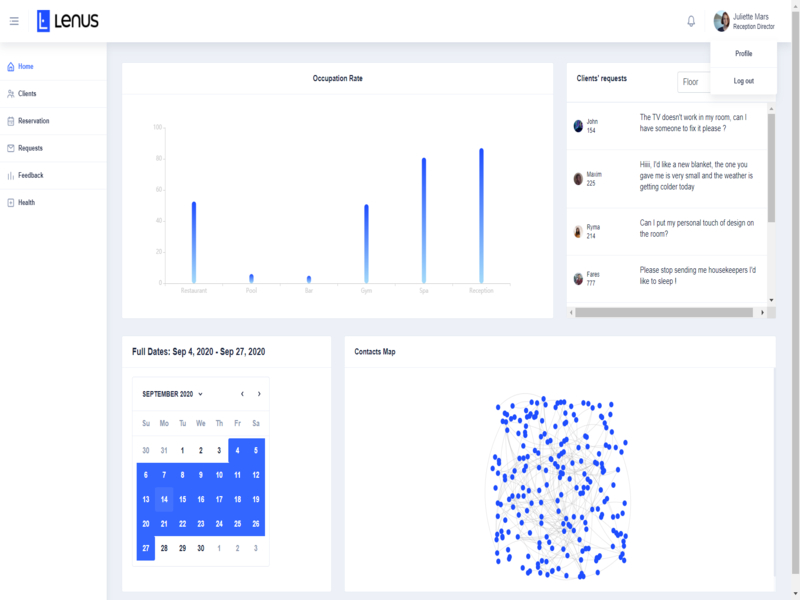 LENUS
Juliette Mars
Reception Director
Profile
Log out
Home
Clients
Reservation
Requests
Feedback
Health
Occupation Rate
100
80
60
40
20
0
Restaurant
Pool
Bar
Gym
Spa
Reception
Clients' requests
Floor
John
154
The TV doesn't work in my room, can I
have someone to fix it please ?
Maxim
225
Hiiii, I'd like a new blanket, the one you
gave me is very small and the weather is
getting colder today
Ryma
214
Can I put my personal touch of design on
the room?
Fares
777
Please stop sending me housekeepers I'd
like to sleep !
Full Dates: Sep 4, 2020 - Sep 27, 2020
SEPTEMBER 2020
Su Mo Tu We Th Fr Sa
30 31 1 2 3 4 5
6 7 8 9 10 11 12
13 14 15 16 17 18 19
20 21 22 23 24 25 26
27 28 29 30 1 2 3
Contacts Map